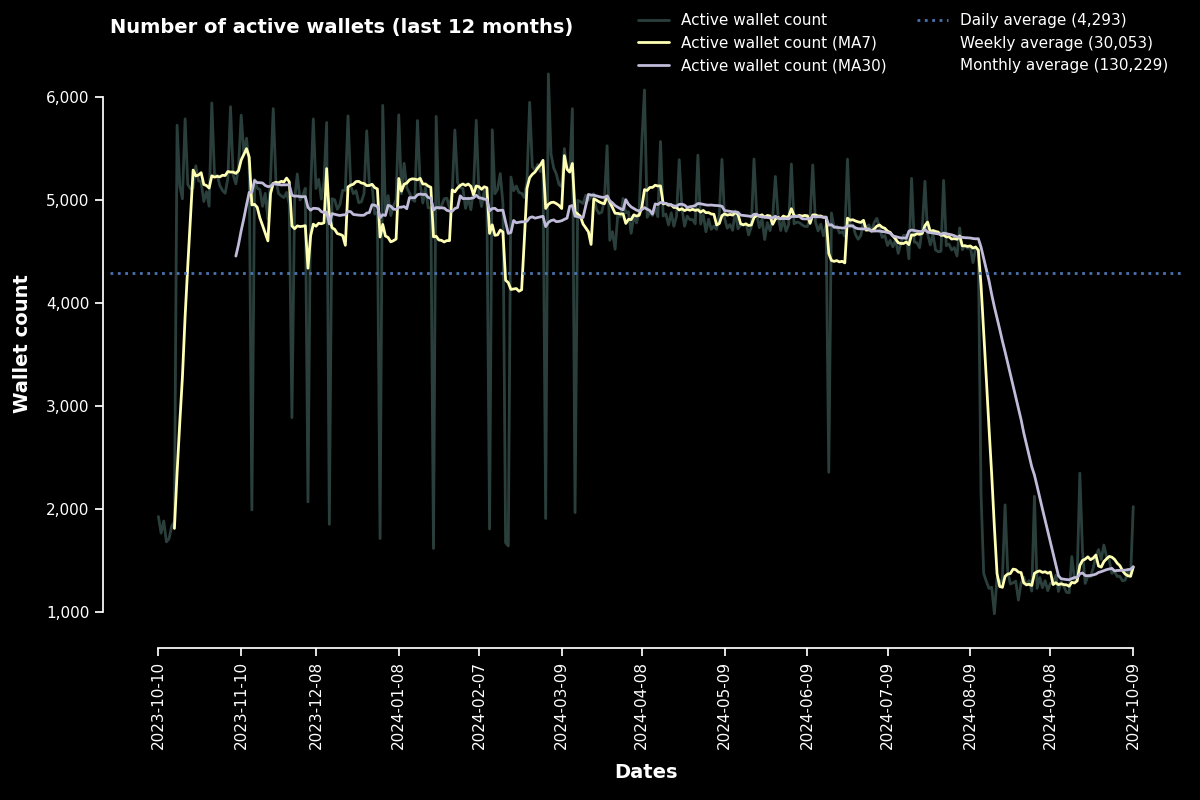 Number of active wallets (last 12 months)
Active wallet count
Active wallet count (MA7)
Active wallet count (MA30)
Daily average (4,293)
Weekly average (30,053)
Monthly average (130,229)
Wallet count
6,000
5,000
4,000
3,000
2,000
1,000
2023-10-10
2023-11-10
2023-12-08
2024-01-08
2024-02-07
2024-03-09
2024-04-08
2024-05-09
2024-06-09
2024-07-09
2024-08-09
2024-09-08
2024-10-09
Dates